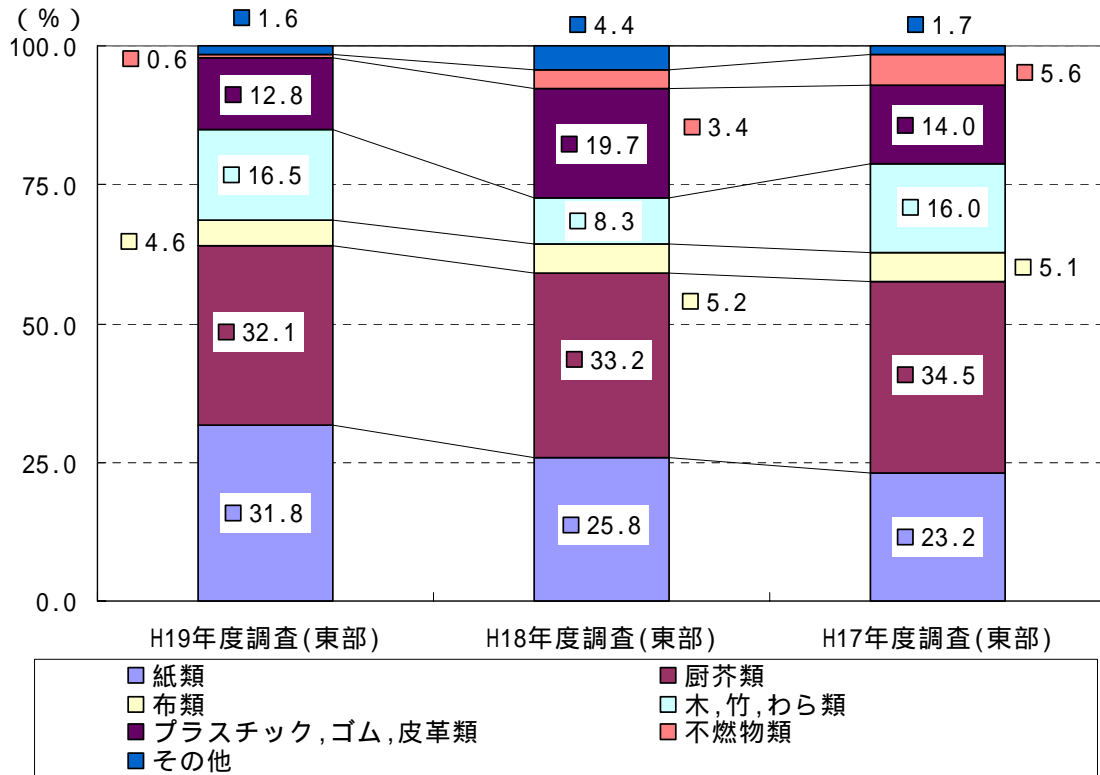 (%)
1.6 4.4 1.7
100.0
0.6 5.6
12.8 19.7 3.4 14.0
75.0
16.5 8.3 16.0
4.6 5.2 5.1
50.0
32.1 33.2 34.5
25.0
31.8 25.8 23.2
0.0
H19年度調査(東部) H18年度調査(東部) H17年度調査(東部)
紙類 厨芥類
布類 木,竹,わら類
プラスチック,ゴム,皮革類 不燃物類
その他